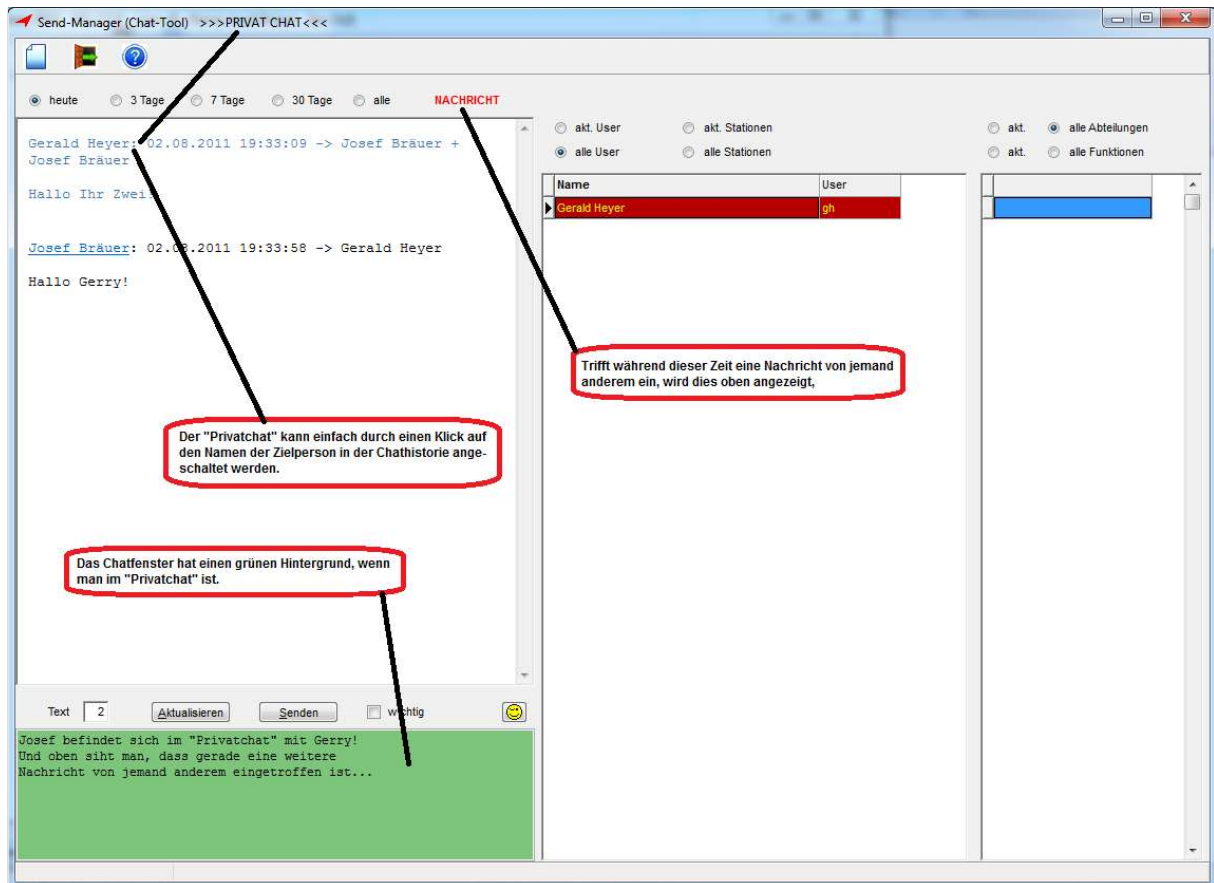 Send-Manager (Chat-Tool) >>>PRIVAT CHAT<<<
heute 3 Tage 7 Tage 30 Tage alle NACHRICHT
akt. User akt. Stationen akt. alle Abteilungen
alle User alle Stationen akt. alle Funktionen
Gerald Heyer: 02.08.2011 19:33:09 -> Josef Bräuer +
Josef Bräuer
Hallo Ihr Zwei!
Josef Bräuer: 02.08.2011 19:33:58 -> Gerald Heyer
Hallo Gerry!
Name User
Gerald Heyer gh
Trifft während dieser Zeit eine Nachricht von jemand
anderem ein, wird dies oben angezeigt,
Der "Privatchat" kann einfach durch einen Klick auf
den Namen der Zielperson in der Chathistorie ange-
schaltet werden.
Das Chatfenster hat einen grünen Hintergrund, wenn
man im "Privatchat" ist.
Text 2 Aktualisieren Senden wichtig
Josef befindet sich im "Privatchat" mit Gerry!
Und oben siht man, dass gerade eine weitere
Nachricht von jemand anderem eingetroffen ist...